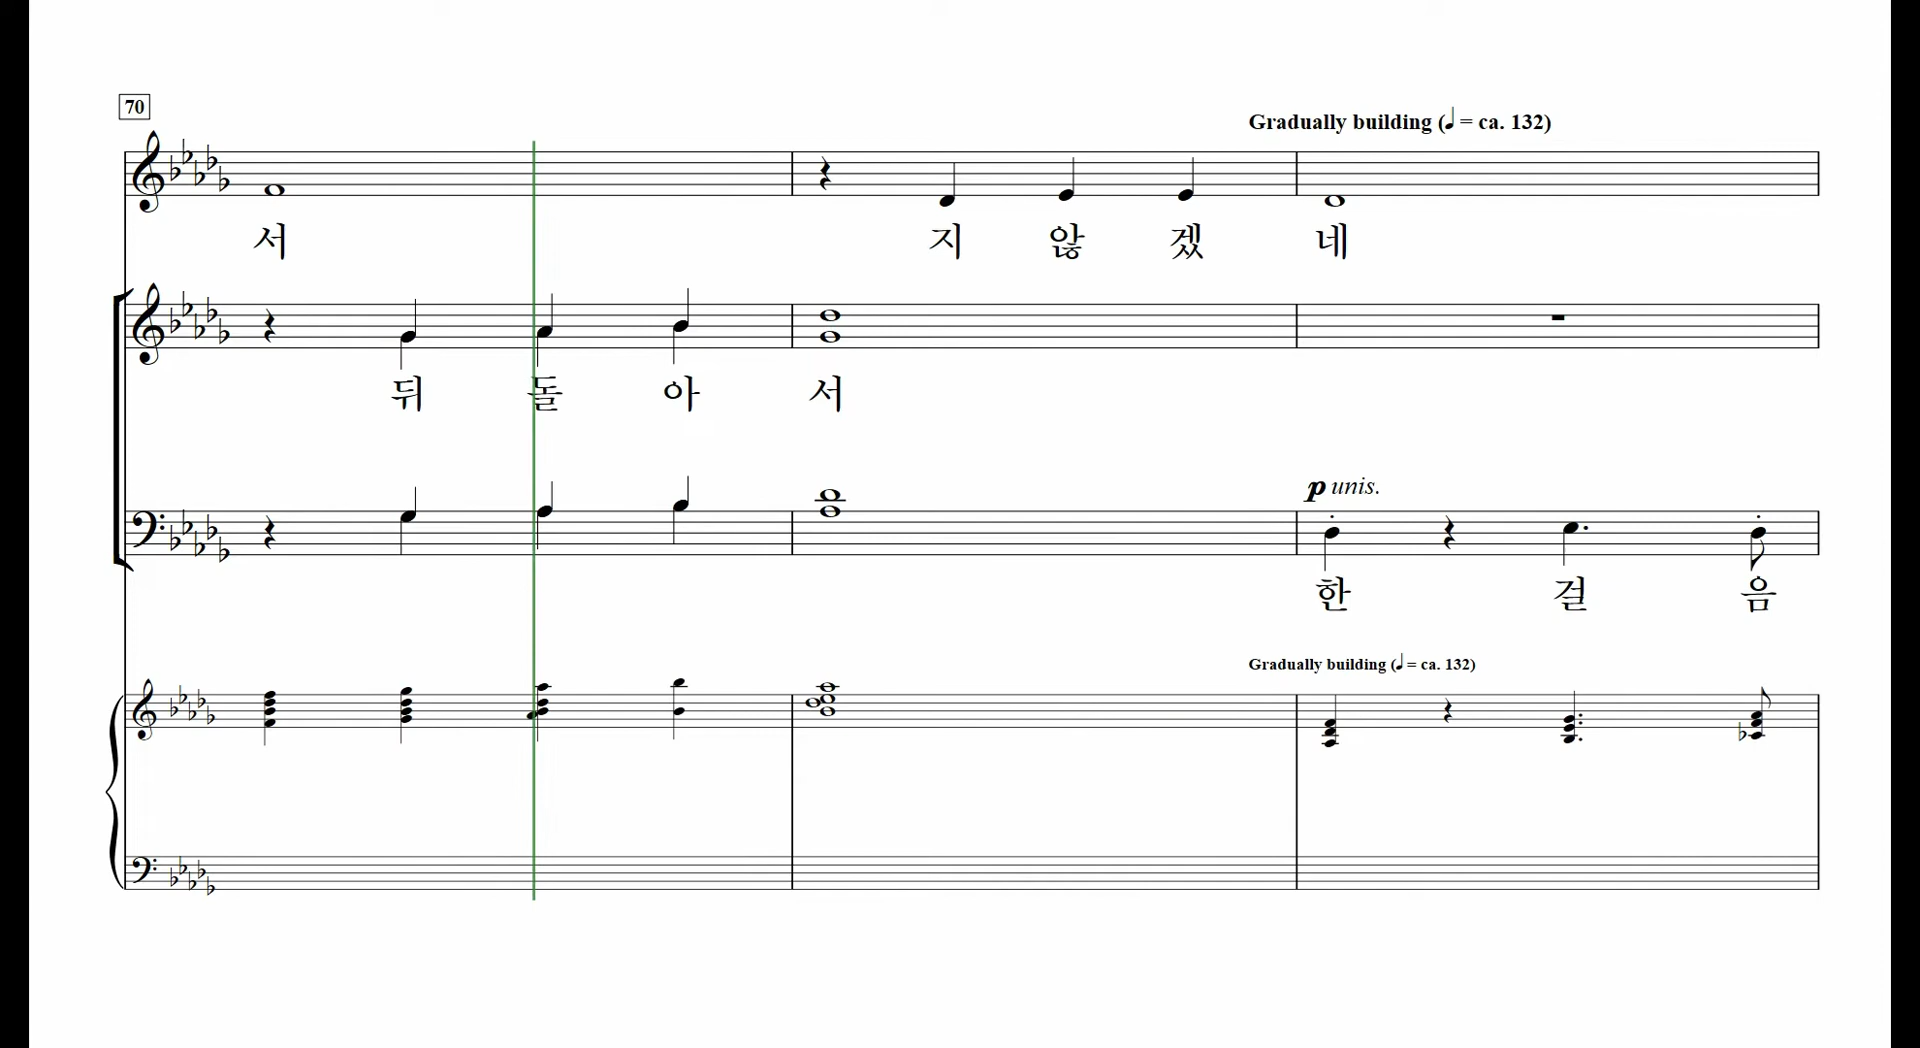 70
Gradually building (♩ = ca. 132)
서 지 않 겠 네
뒤 돌 아 서
p unis.
한 걸 음
Gradually building (♩ = ca. 132)